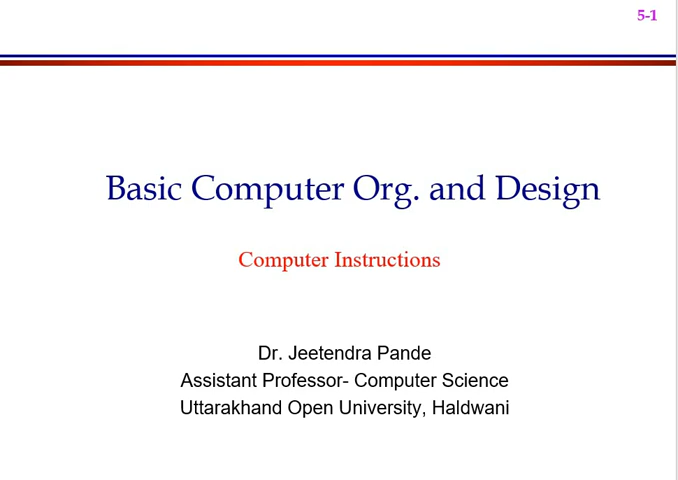 5-1
Basic Computer Org. and Design
Computer Instructions
Dr. Jeetendra Pande
Assistant Professor- Computer Science
Uttarakhand Open University, Haldwani